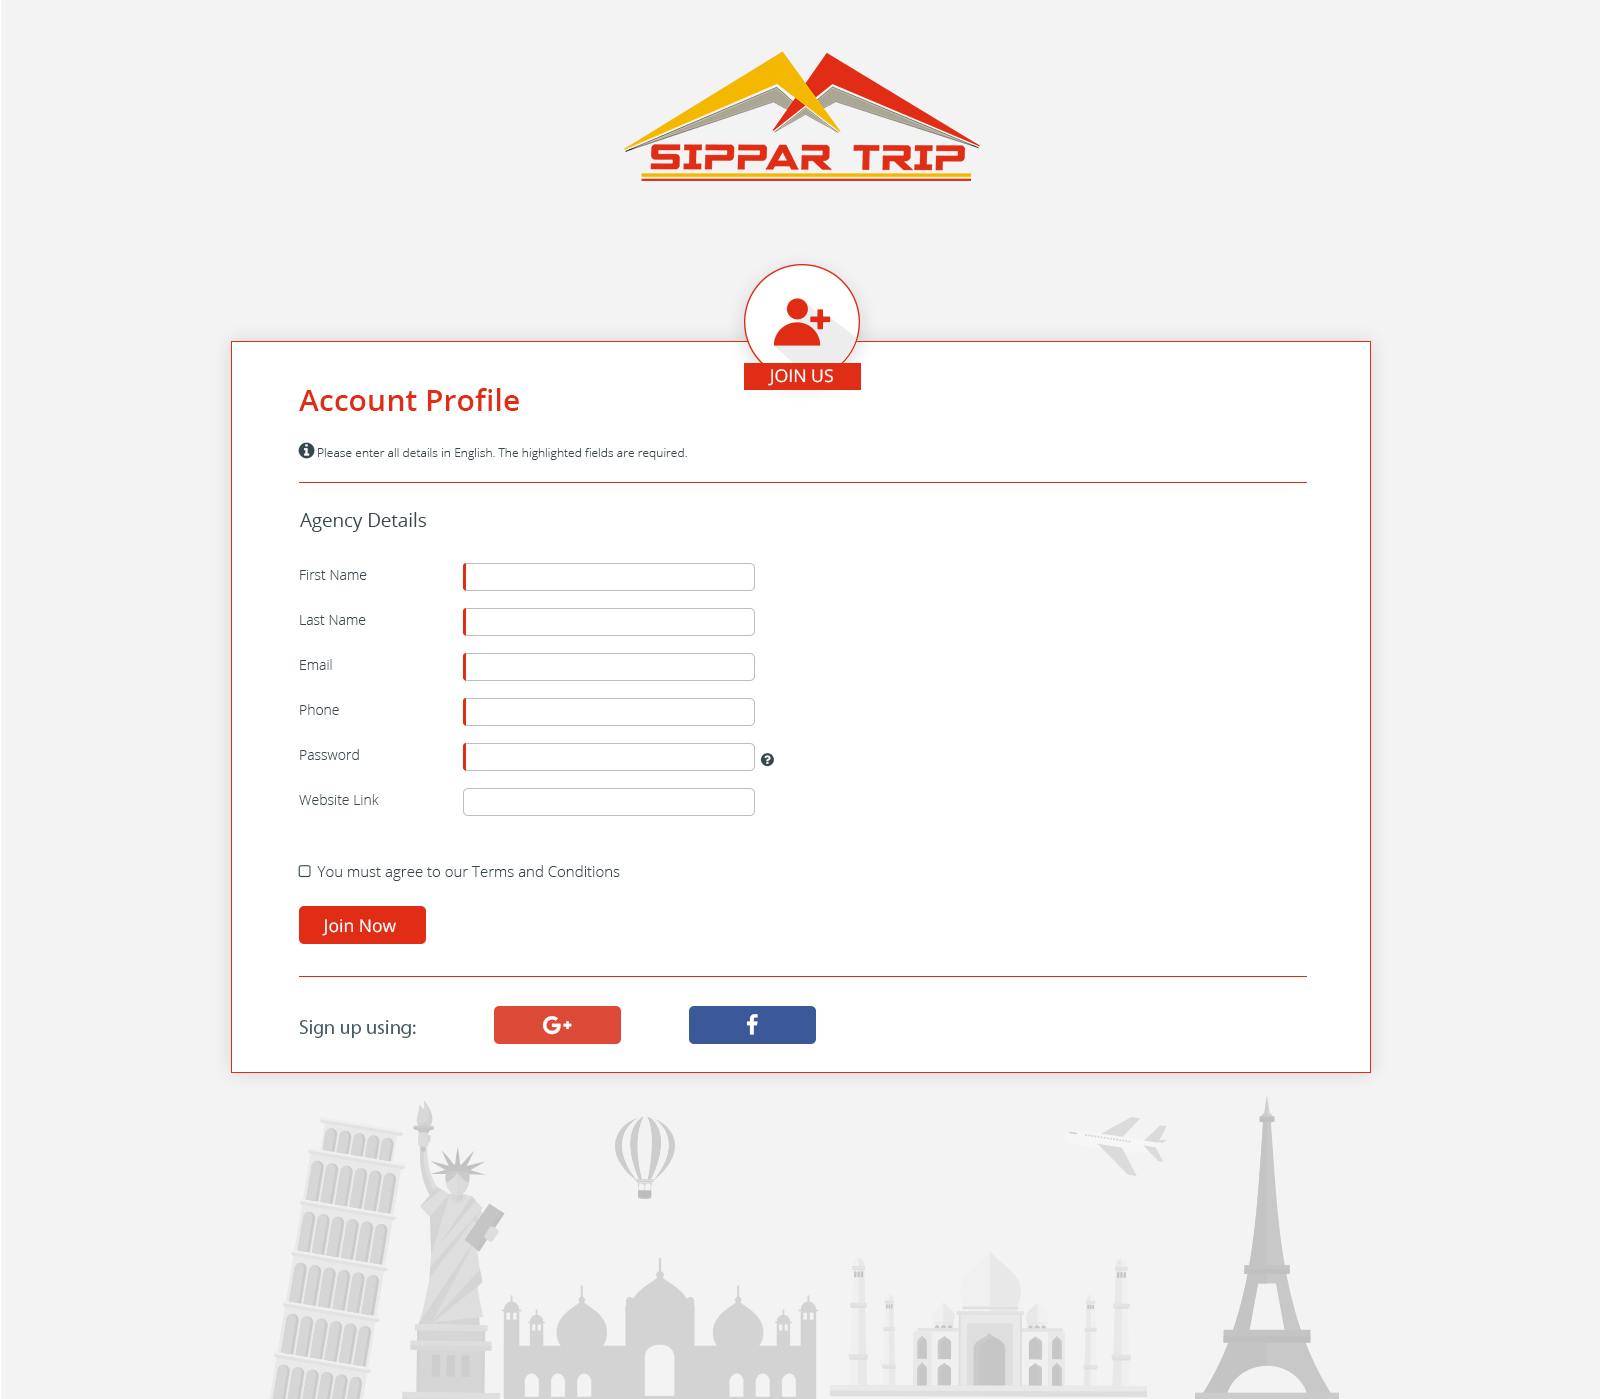 SIPPAR TRIP
JOIN US
Account Profile
Please enter all details in English. The highlighted fields are required.
Agency Details
First Name
Last Name
Email
Phone
Password
Website Link
You must agree to our Terms and Conditions
Join Now
Sign up using:
G+
f